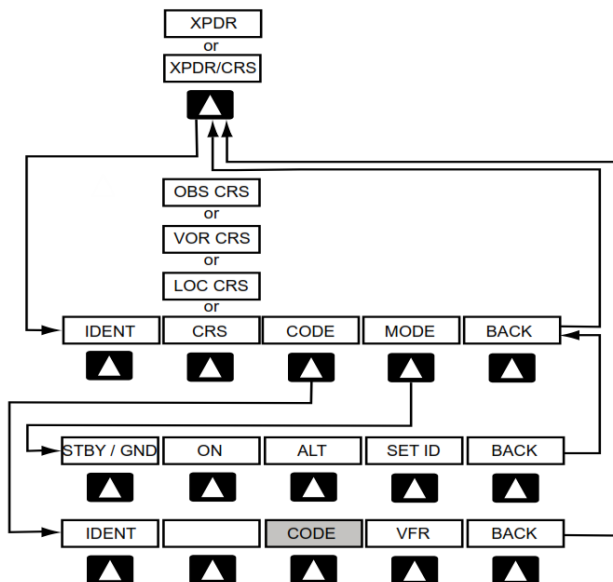 XPDR
or
XPDR/CRS
OBS CRS
or
VOR CRS
or
LOC CRS
or
IDENT CRS CODE MODE BACK
STBY / GND ON ALT SET ID BACK
IDENT CODE VFR BACK